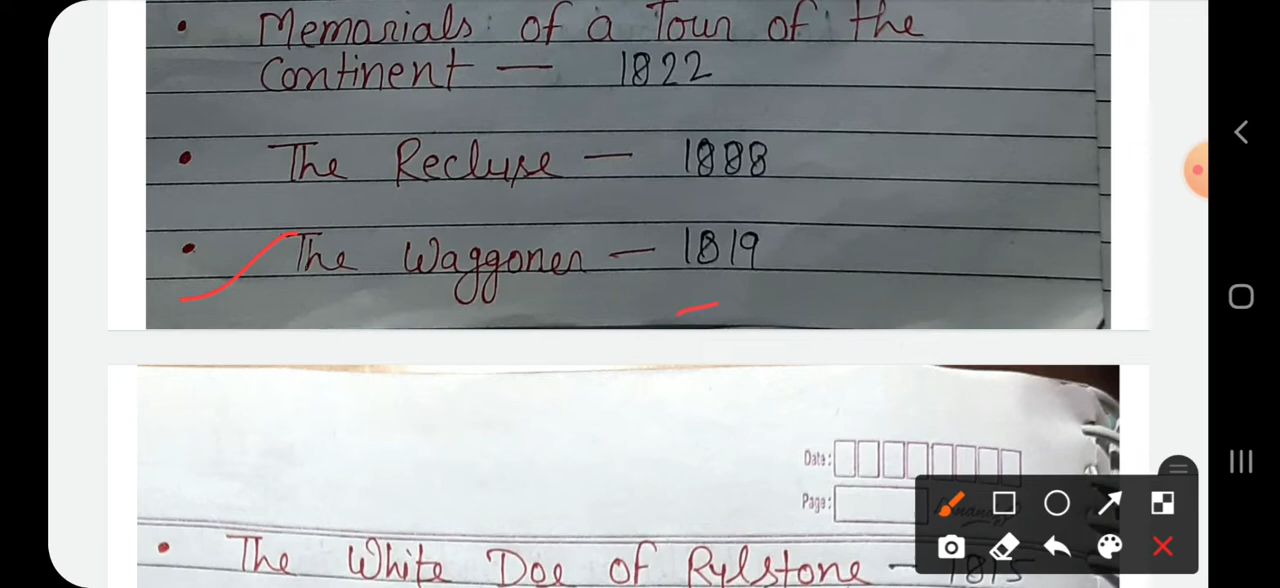 • Memorials of a Tour of the
Continent — 1822
• The Recluse — 1888
• The Waggoner — 1819
Date:
Page:
• The White Doe of Rylstone — 1815